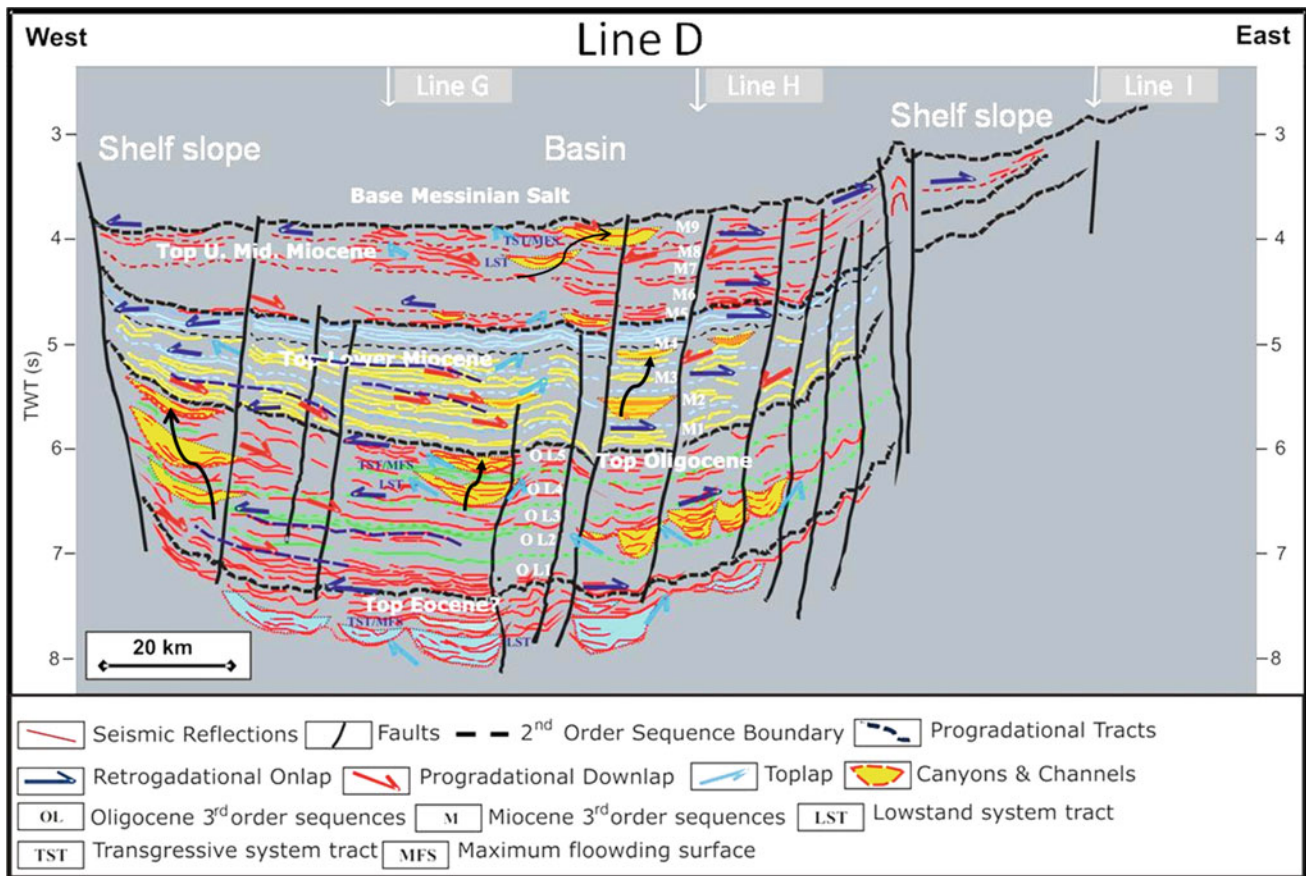 Line D
West
East
Line G
Line H
Line I
Shelf slope
Basin
Shelf slope
Base Messinian Salt
Top U. Mid. Miocene
TST/MFS
LST
M9
M8
M7
M6
M5
M4
Top Lower Miocene
M3
M2
M1
Top Oligocene
O L5
TST/MFS
LST
O L4
O L3
O L2
O L1
Top Eocene?
TST/MFS
LST
TWT (s)
3
4
5
6
7
8
3
4
5
6
7
8
20 km
Seismic Reflections
Faults
2nd Order Sequence Boundary
Progradational Tracts
Retrogadational Onlap
Progradational Downlap
Toplap
Canyons & Channels
OL Oligocene 3rd order sequences
M Miocene 3rd order sequences
LST Lowstand system tract
TST Transgressive system tract
MFS Maximum floowding surface